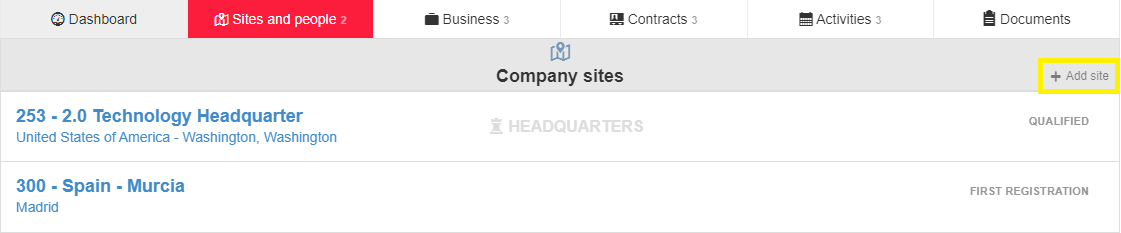 Dashboard
Sites and people 2
Business 3
Contracts 3
Activities 3
Documents
Company sites
Add site
253 - 2.0 Technology Headquarter
United States of America - Washington, Washington
HEADQUARTERS
QUALIFIED
300 - Spain - Murcia
Madrid
FIRST REGISTRATION